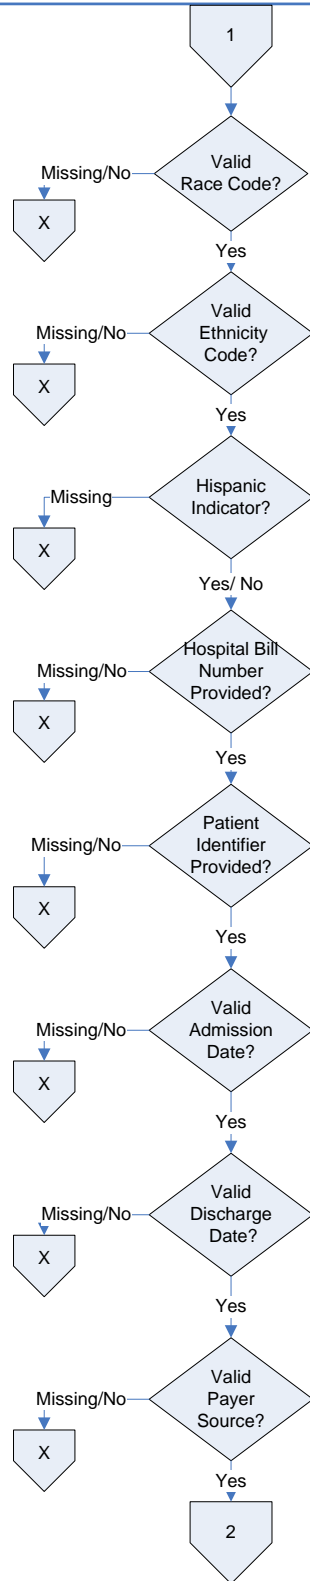 1
Valid
Race Code?
Missing/No
X
Yes
Valid
Ethnicity
Code?
Missing/No
X
Yes
Hispanic
Indicator?
Missing
X
Yes/ No
Hospital Bill
Number
Provided?
Missing/No
X
Yes
Patient
Identifier
Provided?
Missing/No
X
Yes
Valid
Admission
Date?
Missing/No
X
Yes
Valid
Discharge
Date?
Missing/No
X
Yes
Valid
Payer
Source?
Missing/No
X
Yes
2